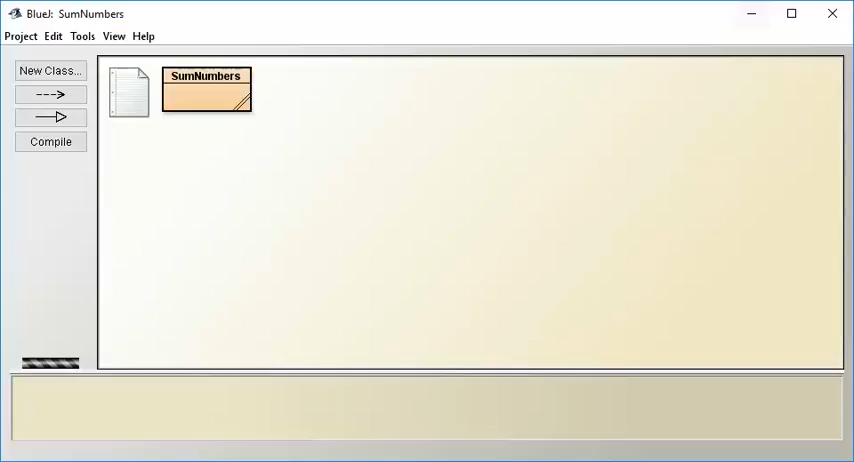 BlueJ: SumNumbers
Project Edit Tools View Help
New Class...
SumNumbers
Compile